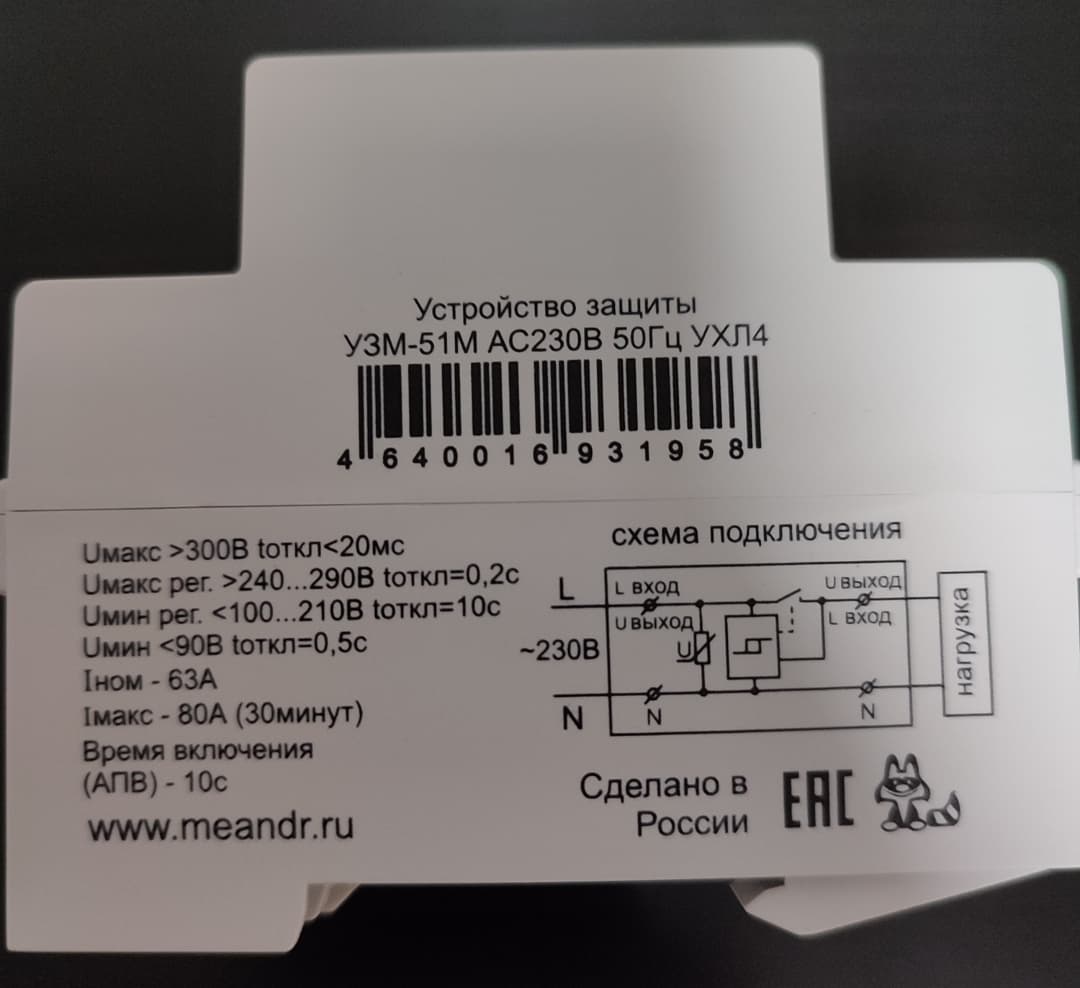 Устройство защиты
УЗМ-51М АС230В 50Гц УХЛ4
4 640016 931958
Uмакс >300В tоткл<20мс
Uмакс рег. >240...290В tоткл=0,2с
Uмин рег. <100...210В tоткл=10с
Uмин <90В tоткл=0,5с
Iном - 63А
Iмакс - 80А (30минут)
Время включения
(АПВ) - 10с
www.meandr.ru
схема подключения
L
L ВХОД
U ВЫХОД
U ВЫХОД
L ВХОД
~230В
U
нагрузка
N
N
N
Сделано в
России
EAC